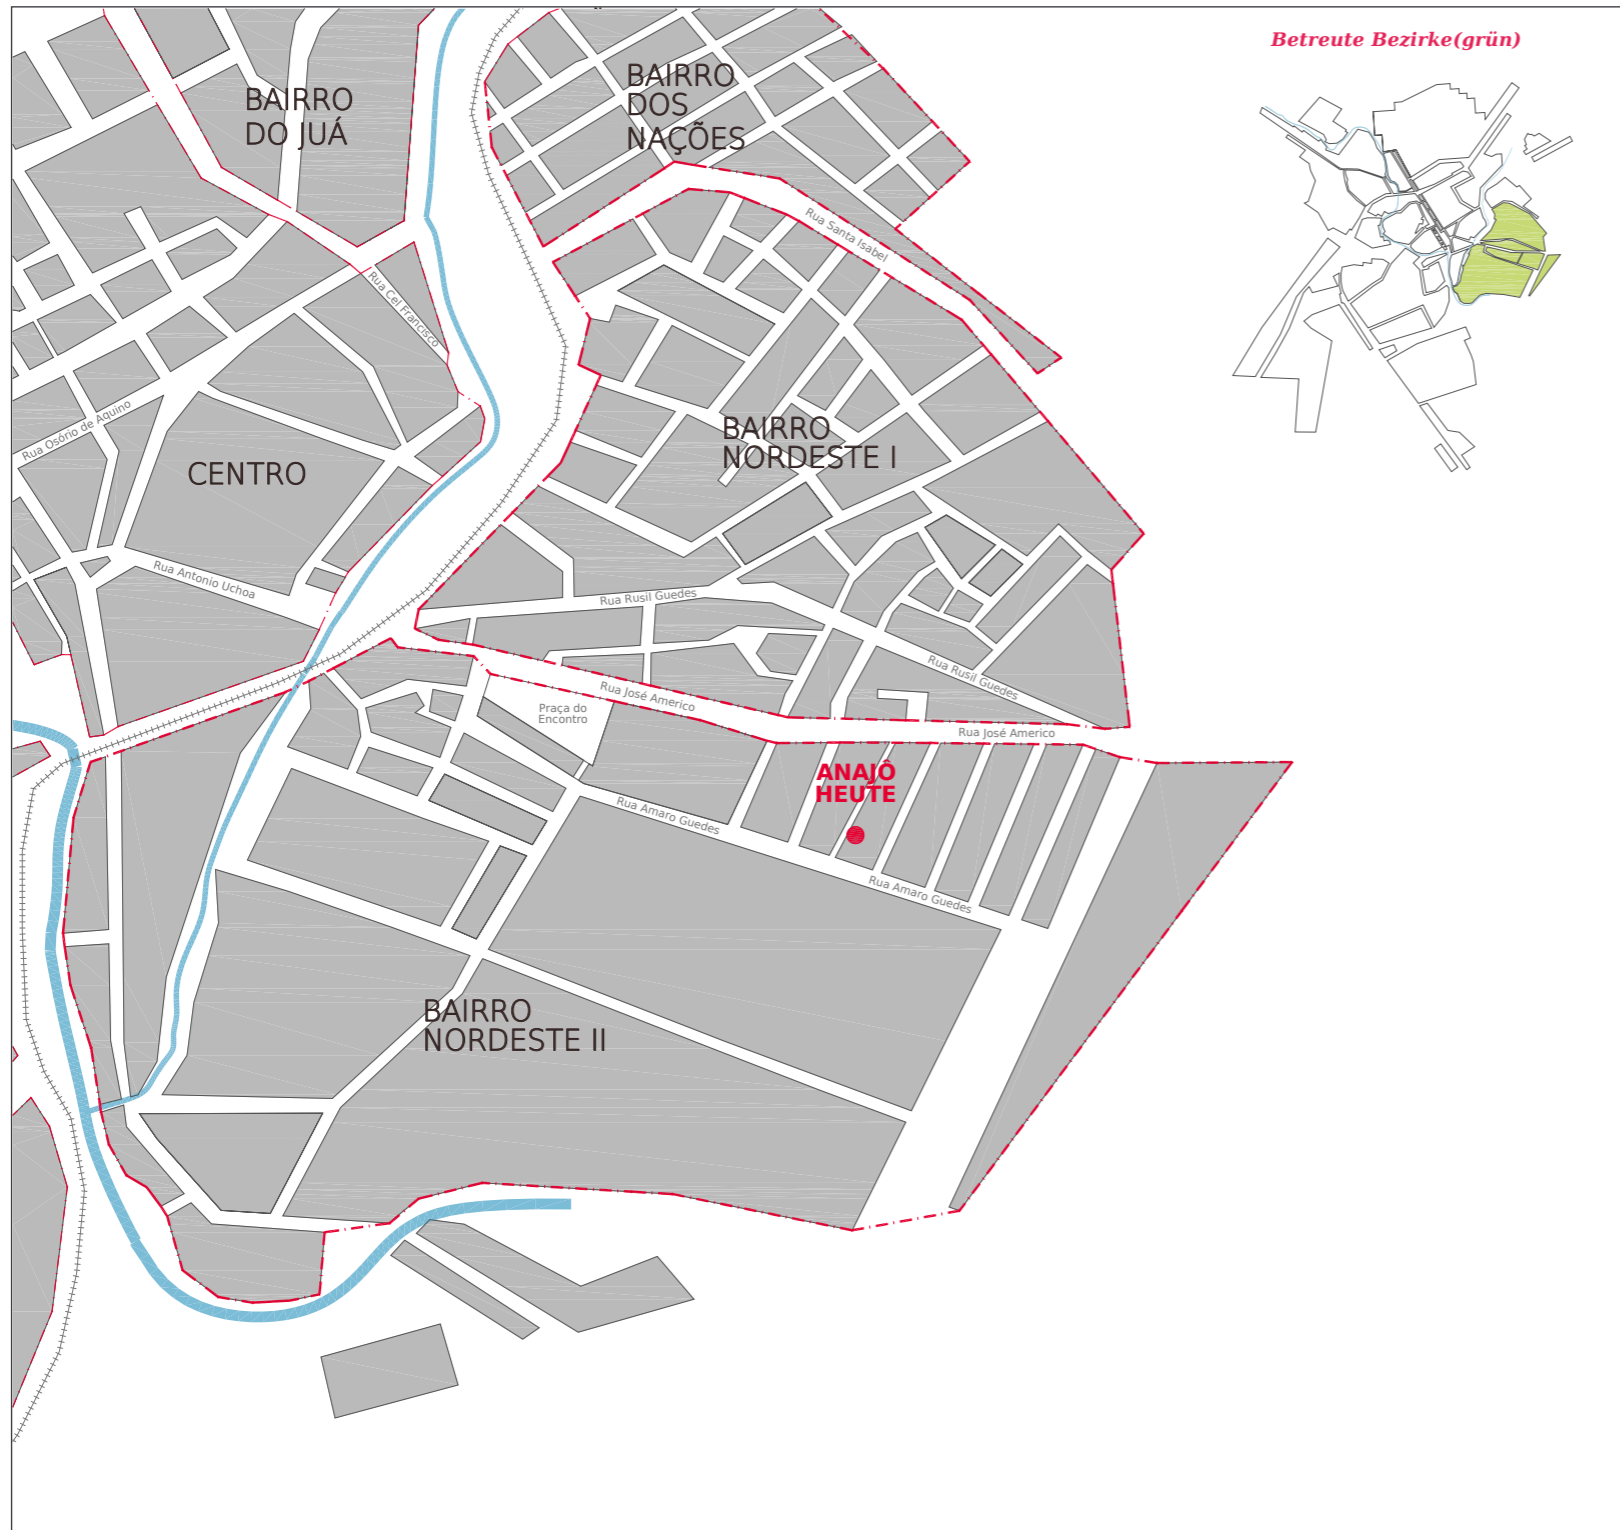 Betreute Bezirke(grün)
BAIRRO
DOS
NAÇÕES
BAIRRO
DO JUÁ
Rua Santa Isabel
Rua Cel Francisco
Rua Osório de Aquino
BAIRRO
NORDESTE I
CENTRO
Rua Antonio Uchoa
Rua Rusil Guedes
Rua Rusil Guedes
Rua José Americo
Praça do
Encontro
Rua José Americo
ANAJÔ
HEUTE
Rua Amaro Guedes
Rua Amaro Guedes
BAIRRO
NORDESTE II